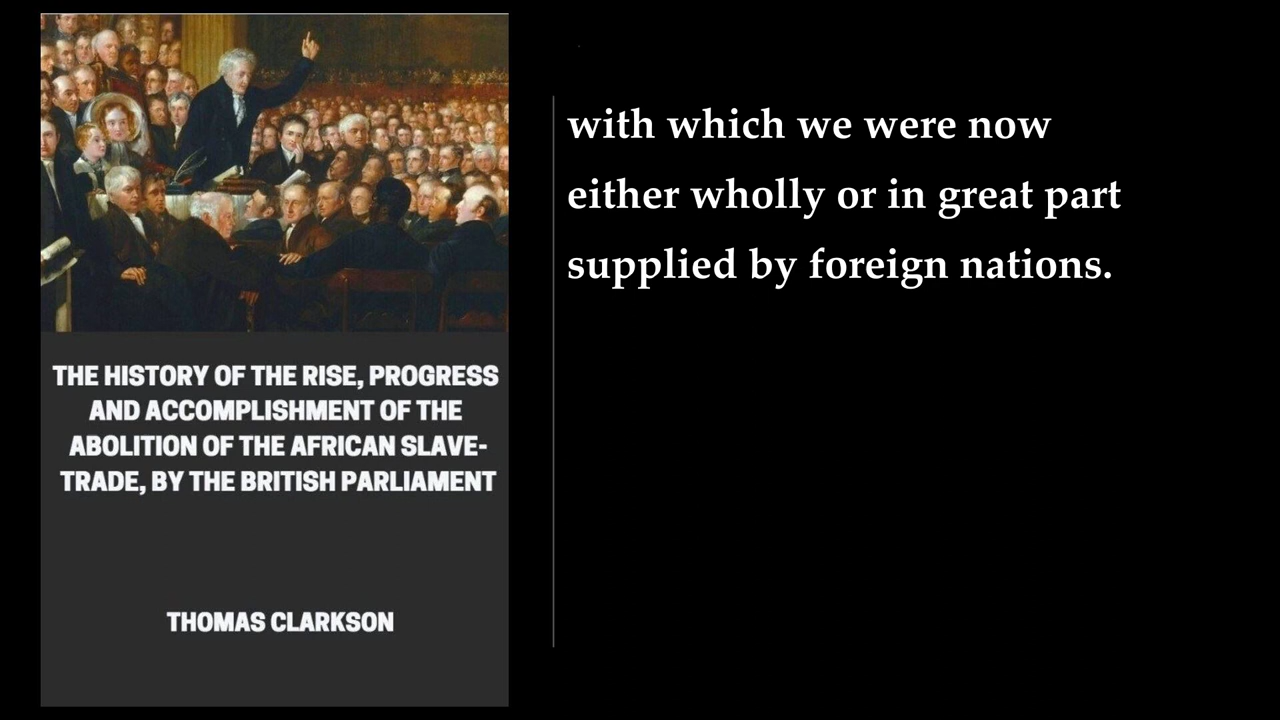 THE HISTORY OF THE RISE, PROGRESS
AND ACCOMPLISHMENT OF THE
ABOLITION OF THE AFRICAN SLAVE-
TRADE, BY THE BRITISH PARLIAMENT
THOMAS CLARKSON
with which we were now
either wholly or in great part
supplied by foreign nations.